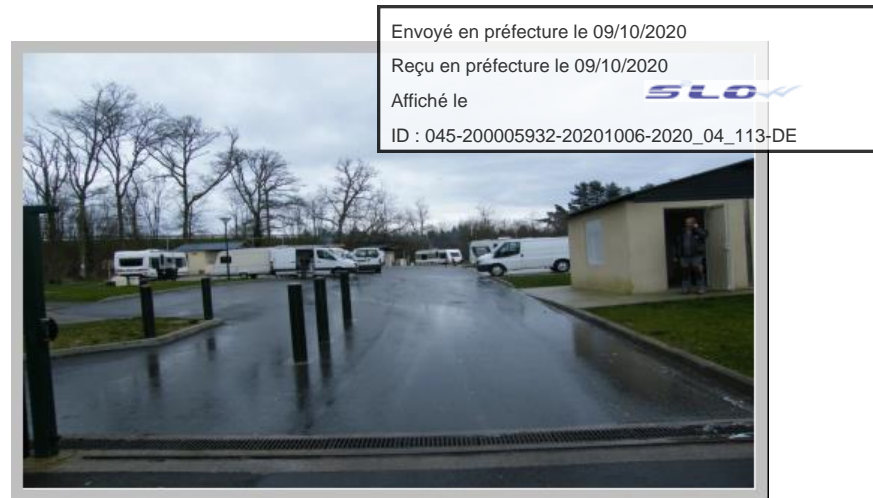 Envoyé en préfecture le 09/10/2020
Reçu en préfecture le 09/10/2020
Affiché le
SLO
ID : 045-200005932-20201006-2020_04_113-DE